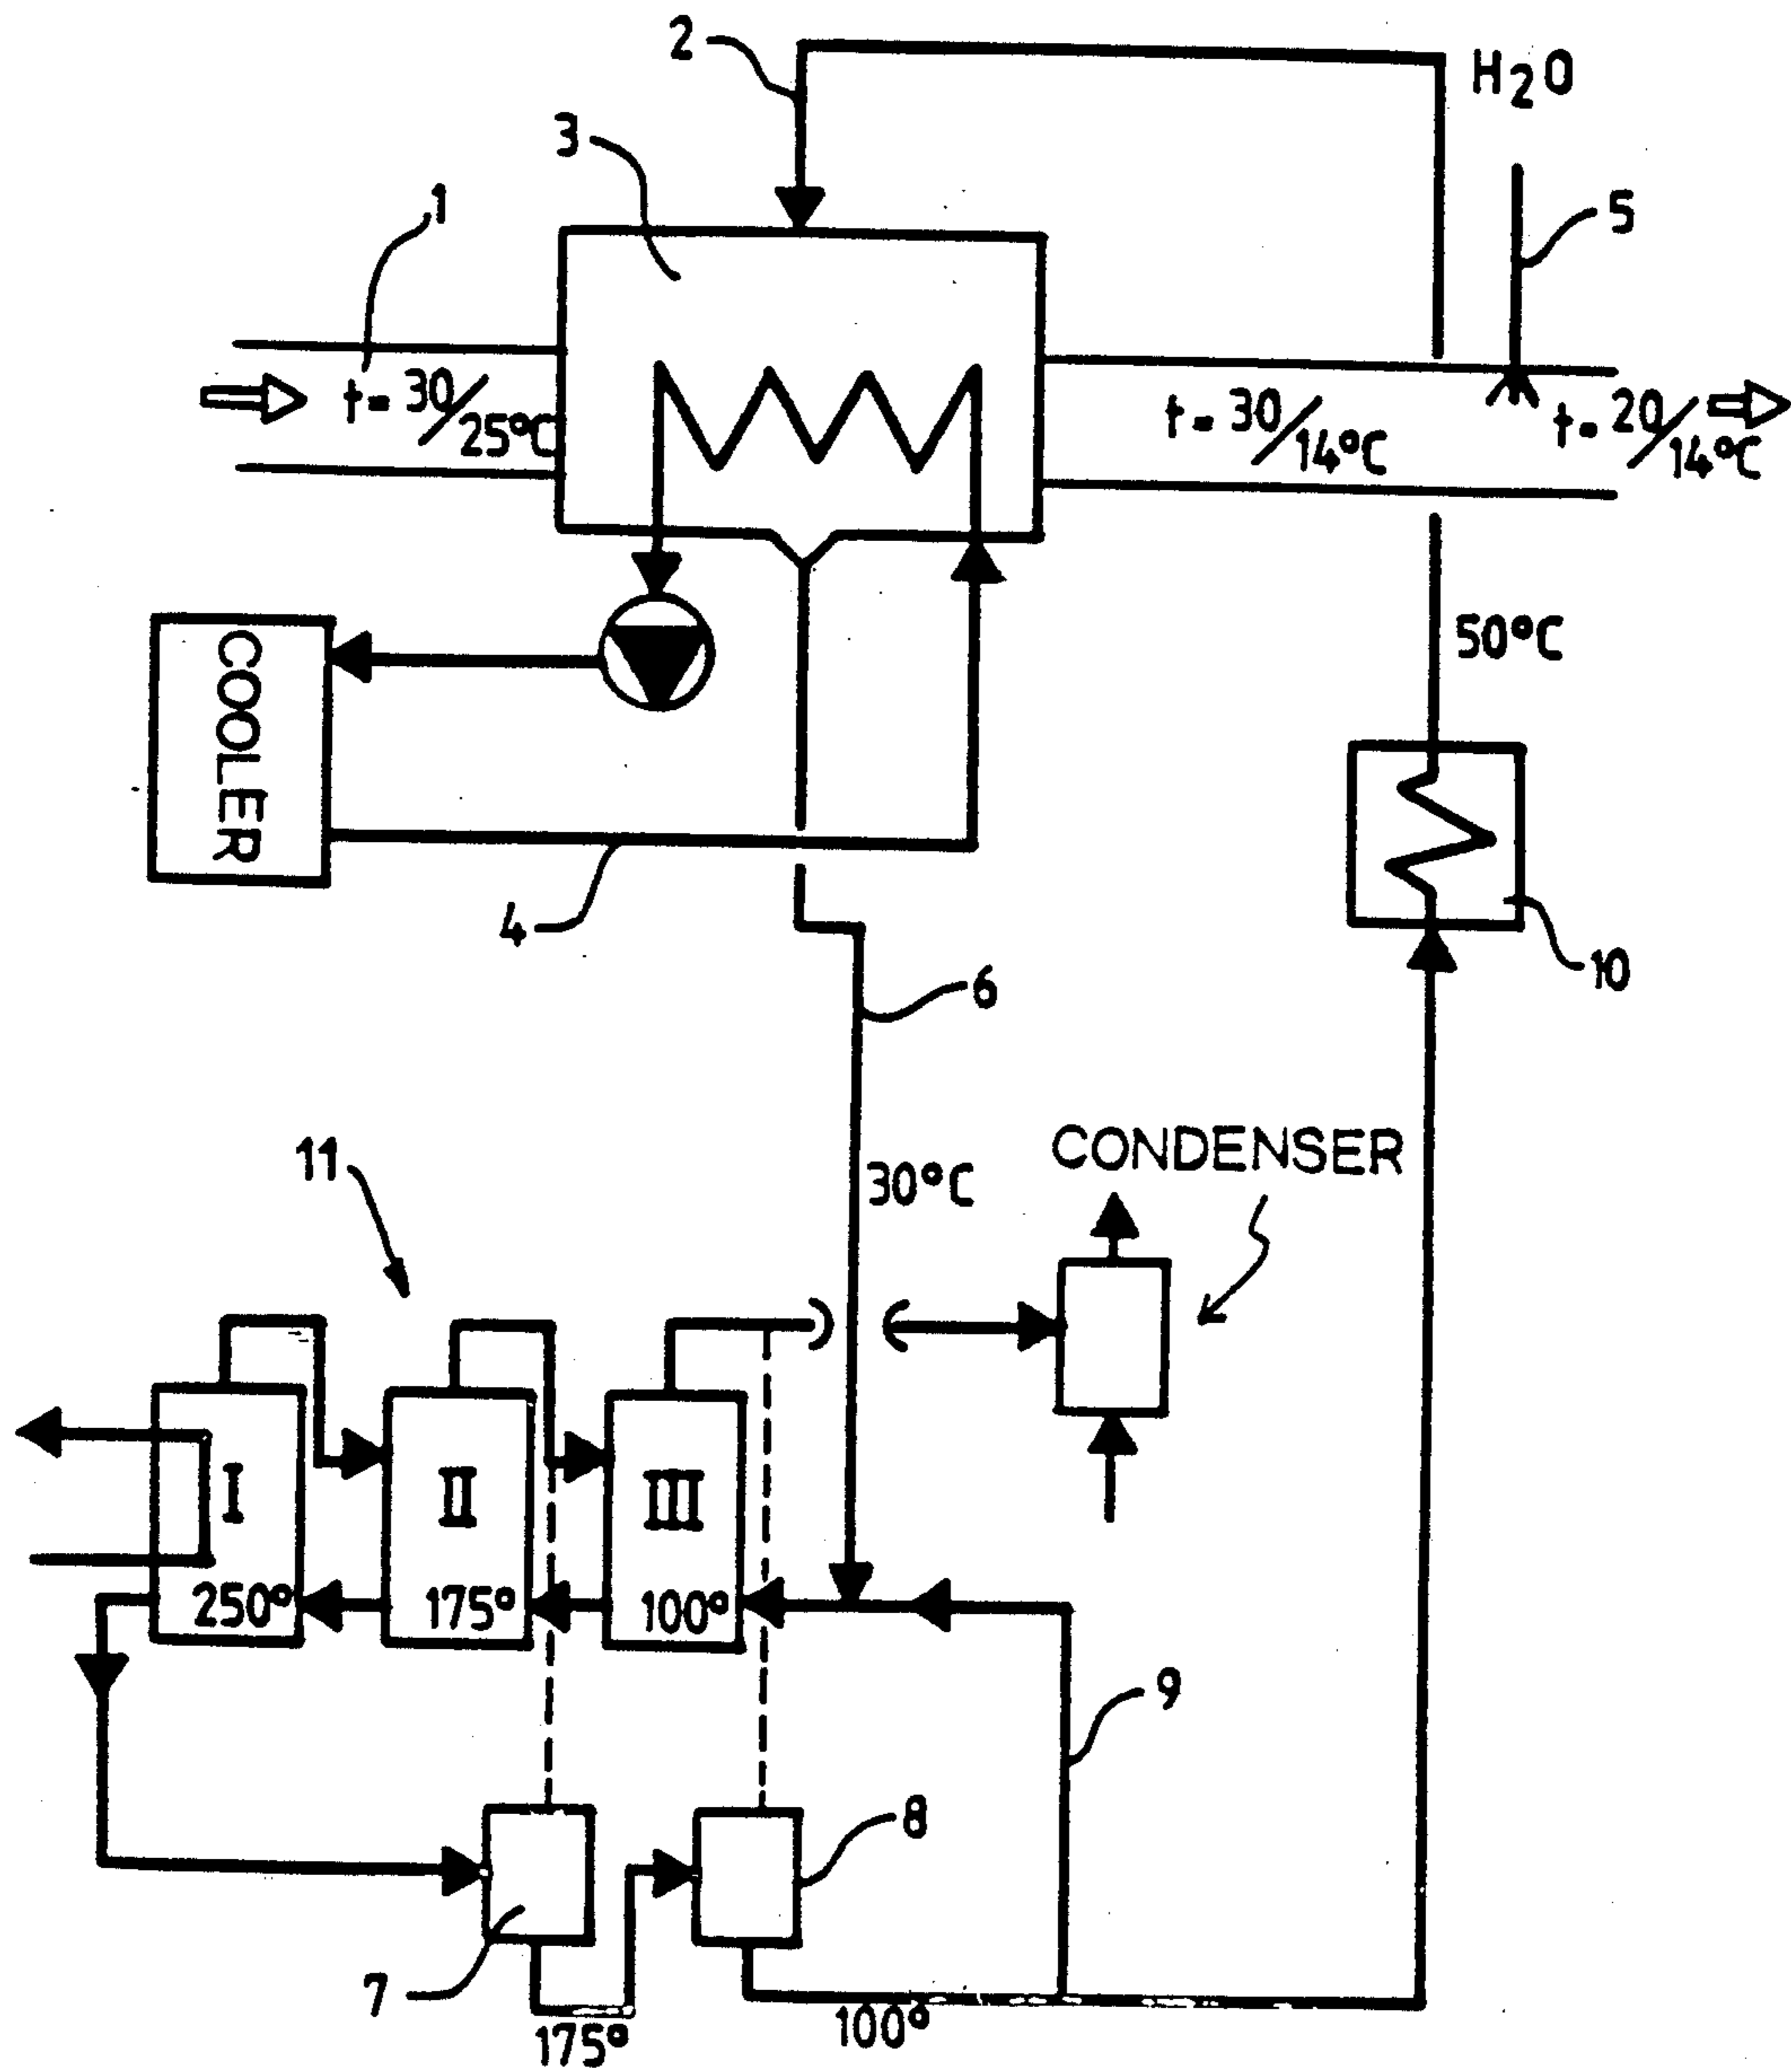 2
H2O
3
1
5
t=30/25°C
t=30/14°C
t=20/14°C
50°C
COOLER
4
10
6
CONDENSER
11
30°C
I
II
III
250°
175°
100°
9
8
7
175°
100°